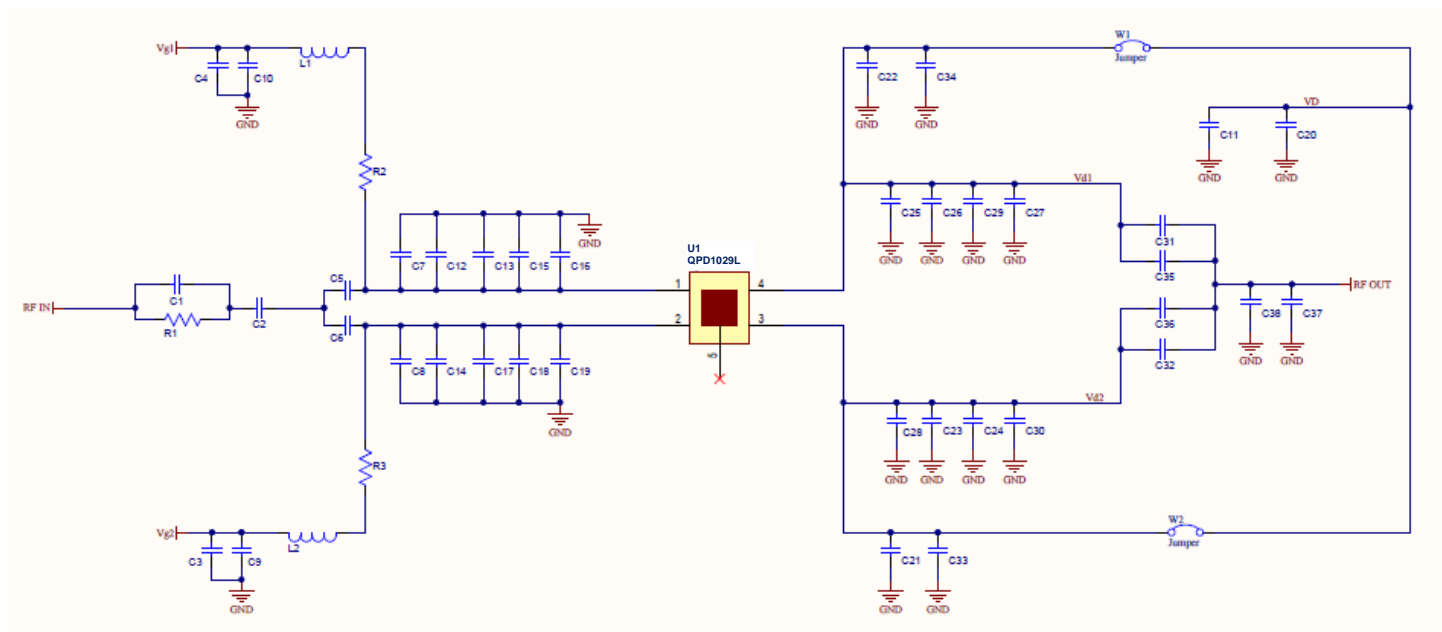 Vg1
C4
C10
L1
GND
R2
C7
C12
C13
C15
C16
GND
RF IN
C1
R1
C2
C5
C6
C8
C14
C17
C18
C19
GND
R3
Vg2
C3
C9
L2
GND
U1
QPD1029L
1
2
4
3
5
W1
Jumper
C22
C34
GND
GND
VD
C11
C20
GND
GND
Vd1
C25
C26
C29
C27
GND
GND
GND
GND
C31
C35
C36
C32
RF OUT
C38
C37
GND
GND
Vd2
C28
C23
C24
C30
GND
GND
GND
GND
W2
Jumper
C21
C33
GND
GND